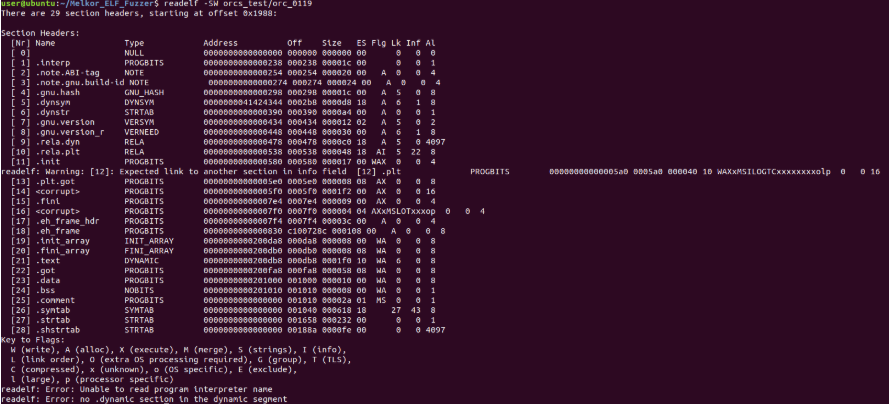 user@ubuntu:~/Melkor_ELF_Fuzzer$ readelf -SW orcs_test/orc_0119
There are 29 section headers, starting at offset 0x1988:
Section Headers:
[Nr] Name Type Address Off Size ES Flg Lk Inf Al
[ 0] NULL 0000000000000000 000000 000000 00 0 0 0
[ 1] .interp PROGBITS 0000000000000238 000238 00001c 00 0 0 1
[ 2] .note.ABI-tag NOTE 0000000000000254 000254 000020 00 A 0 0 4
[ 3] .note.gnu.build-id NOTE 0000000000000274 000274 000024 00 A 0 0 4
[ 4] .gnu.hash GNU_HASH 0000000000000298 000298 00001c 00 A 5 0 8
[ 5] .dynsym DYNSYM 0000000041424344 0002b8 0000d8 18 A 6 1 8
[ 6] .dynstr STRTAB 0000000000000390 000390 0000a4 00 A 0 0 1
[ 7] .gnu.version VERSYM 0000000000000434 000434 000012 02 A 5 0 2
[ 8] .gnu.version_r VERNEED 0000000000000448 000448 000030 00 A 6 1 8
[ 9] .rela.dyn RELA 0000000000000478 000478 0000c0 18 A 5 0 4097
[10] .rela.plt RELA 0000000000000538 000538 000048 18 AI 5 22 8
[11] .init PROGBITS 0000000000000580 000580 000017 00 WAX 0 0 4
readelf: Warning: [12]: Expected link to another section in info field [12] .plt PROGBITS 00000000000005a0 0005a0 000040 10 WAXxMSILOGTCxxxxxxxxolp 0 0 16
[13] .plt.got PROGBITS 00000000000005e0 0005e0 000008 08 AX 0 0 8
[14] <corrupt> PROGBITS 00000000000005f0 0005f0 0001f2 00 AX 0 0 16
[15] .fini PROGBITS 00000000000007e4 0007e4 000009 00 AX 0 0 4
[16] <corrupt> PROGBITS 00000000000007f0 0007f0 000004 04 AXxMSLOTxxxop 0 0 4
[17] .eh_frame_hdr PROGBITS 00000000000007f4 0007f4 00003c 00 A 0 0 4
[18] .eh_frame PROGBITS 0000000000000830 c100728c 000108 00 A 0 0 8
[19] .init_array INIT_ARRAY 0000000000200da8 000da8 000008 00 WA 0 0 8
[20] .fini_array FINI_ARRAY 0000000000200db0 000db0 000008 08 WA 0 0 8
[21] .text DYNAMIC 0000000000200db8 000db8 0001f0 10 WA 6 0 8
[22] .got PROGBITS 0000000000200fa8 000fa8 000058 08 WA 0 0 8
[23] .data PROGBITS 0000000000201000 001000 000010 00 WA 0 0 8
[24] .bss NOBITS 0000000000201010 001010 000008 00 WA 0 0 1
[25] .comment PROGBITS 0000000000000000 001010 00002a 01 MS 0 0 1
[26] .symtab SYMTAB 0000000000000000 001040 000618 18 27 43 8
[27] .strtab STRTAB 0000000000000000 001658 000232 00 0 0 1
[28] .shstrtab STRTAB 0000000000000000 00188a 0000fe 00 0 0 4097
Key to Flags:
W (write), A (alloc), X (execute), M (merge), S (strings), I (info),
L (link order), O (extra OS processing required), G (group), T (TLS),
C (compressed), x (unknown), o (OS specific), E (exclude),
l (large), p (processor specific)
readelf: Error: Unable to read program interpreter name
readelf: Error: no .dynamic section in the dynamic segment